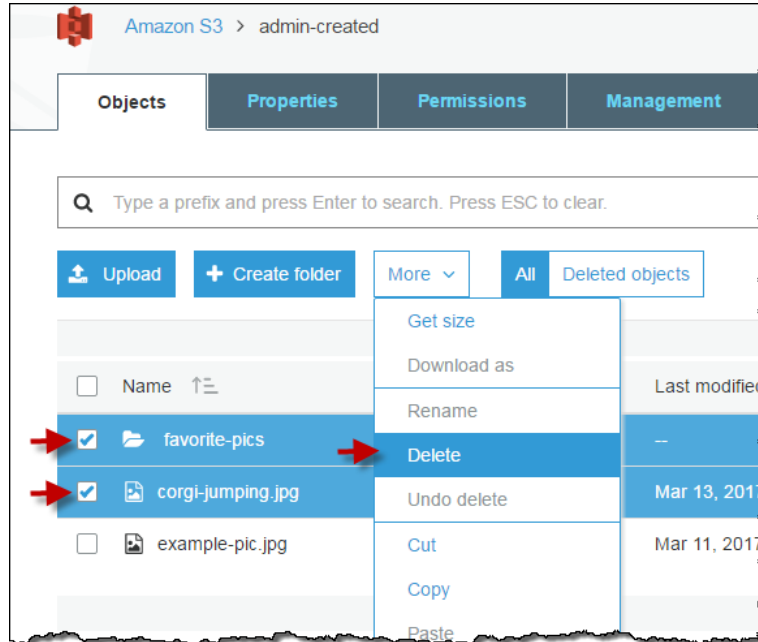 Amazon S3 > admin-created
Objects Properties Permissions Management
Type a prefix and press Enter to search. Press ESC to clear.
Upload + Create folder More All Deleted objects
Get size
Download as
Name Last modified
Rename
favorite-pics Delete --
corgi-jumping.jpg Undo delete Mar 13, 2017
example-pic.jpg Cut Mar 11, 2017
Copy
Paste